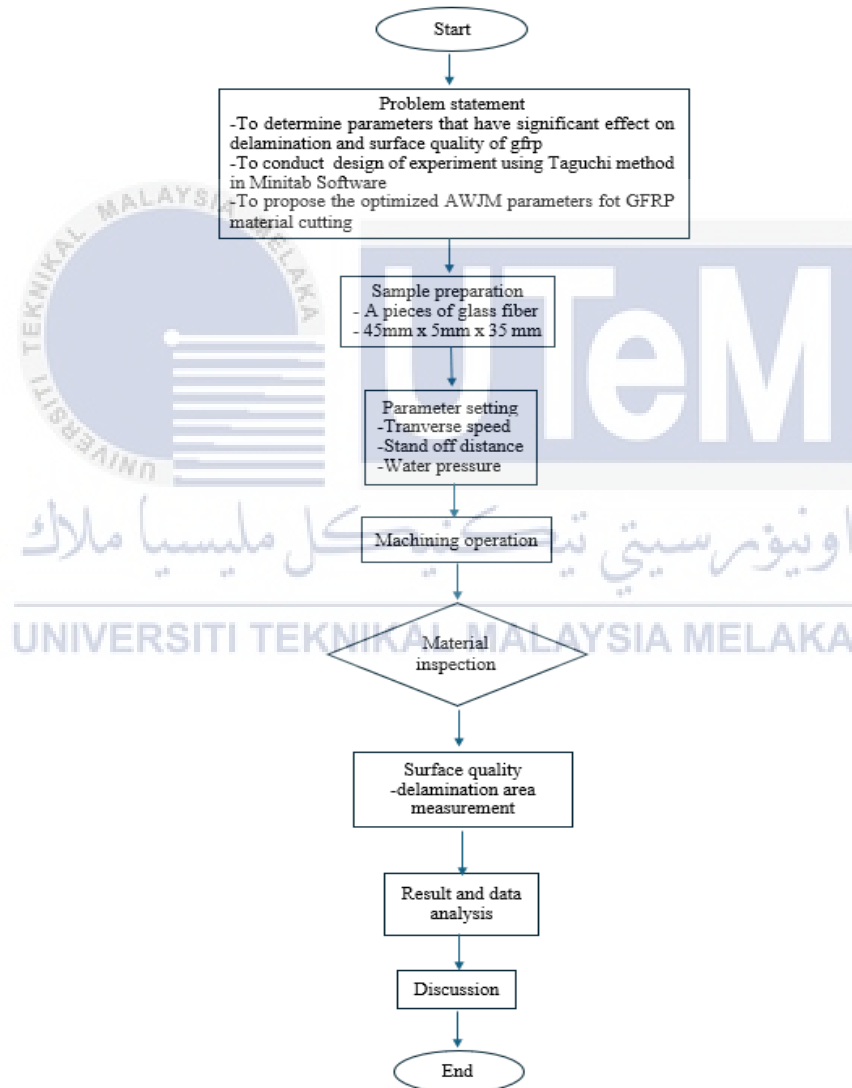 Start
Problem statement
-To determine parameters that have significant effect on
delamination and surface quality of gfrp
-To conduct design of experiment using Taguchi method
in Minitab Software
-To propose the optimized AWJM parameters fot GFRP
material cutting
UNIVERSITI TEKNIKAL MALAYSIA MELAKA
UTeM
Sample preparation
- A pieces of glass fiber
- 45mm x 5mm x 35 mm
Parameter setting
-Tranverse speed
-Stand off distance
-Water pressure
اونيۏرسيتي تيكنيكل مليسيا ملاك
Machining operation
UNIVERSITI TEKNIKAL MALAYSIA MELAKA
Material
inspection
Surface quality
-delamination area
measurement
Result and data
analysis
Discussion
End